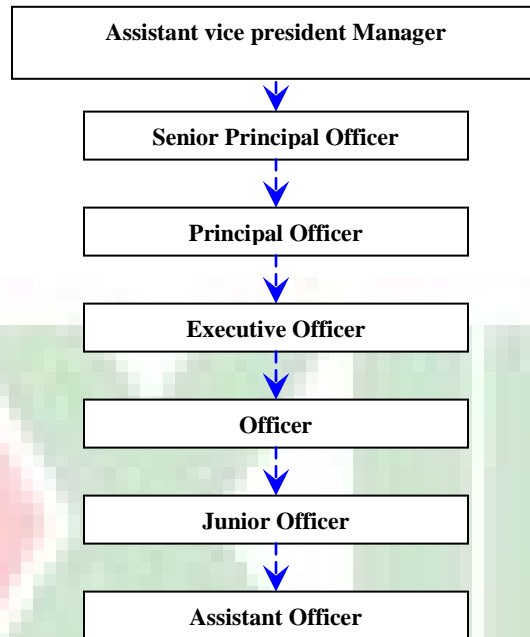 Assistant vice president Manager
Senior Principal Officer
Principal Officer
Executive Officer
Officer
Junior Officer
Assistant Officer